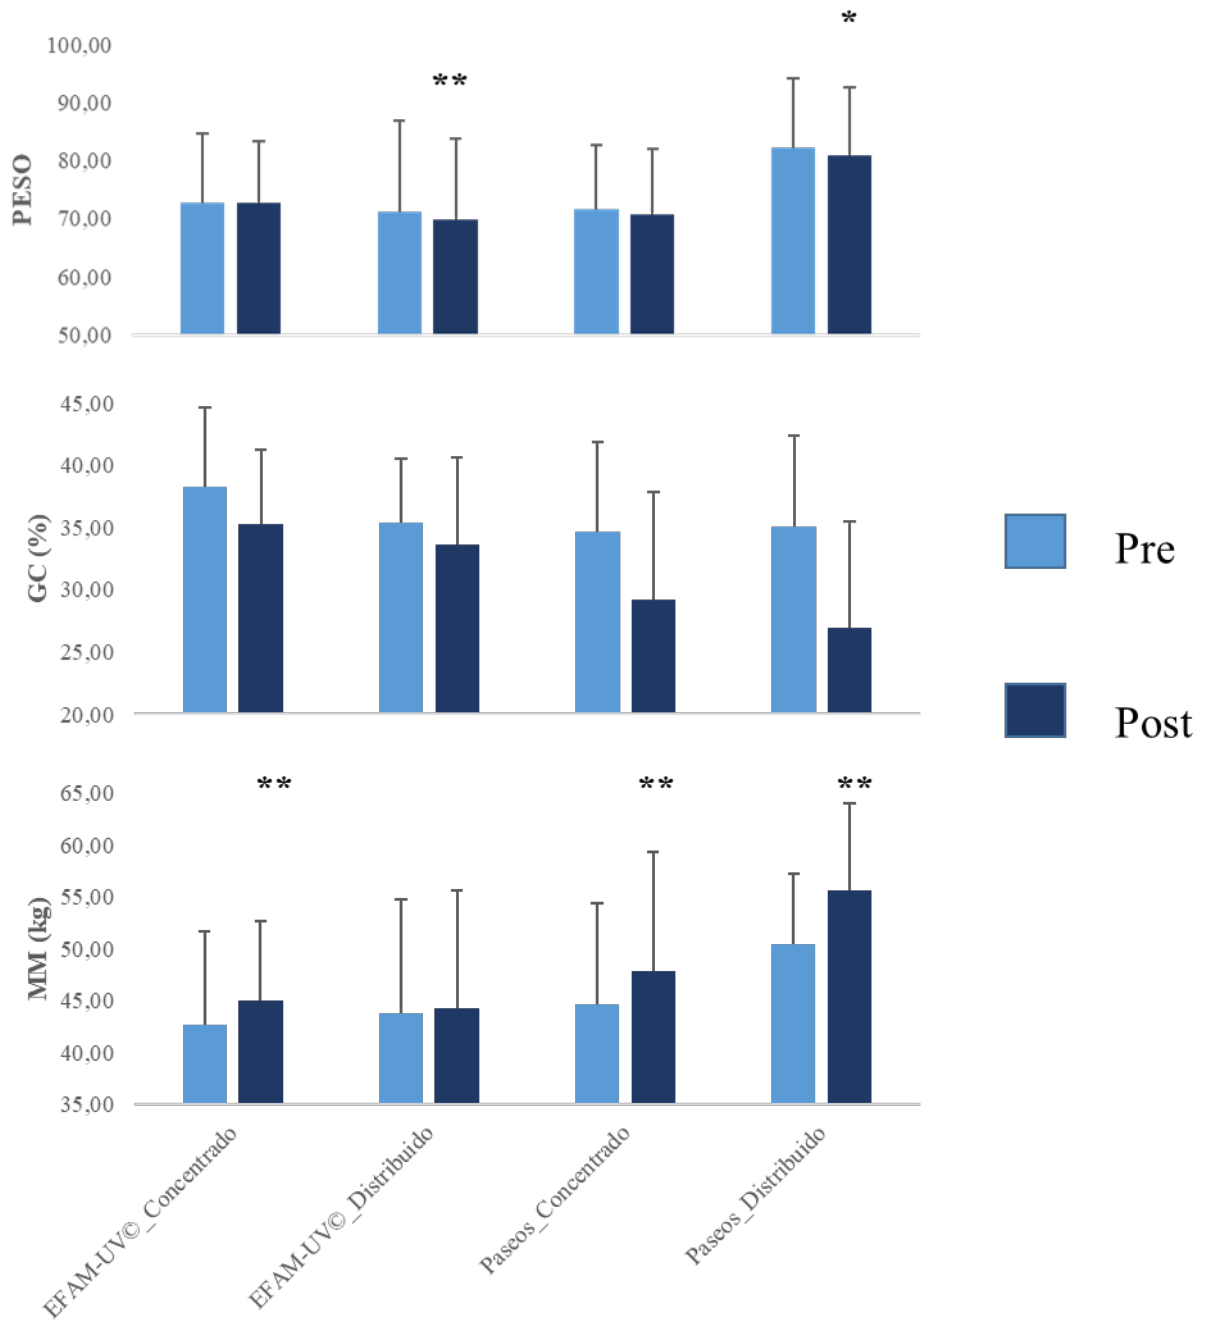 *
100,00
**
90,00
80,00
PESO
70,00
60,00
50,00
45,00
40,00
35,00
GC (%)
30,00
25,00
20,00
Pre
Post
** ** **
65,00
60,00
55,00
50,00
MM (kg)
45,00
40,00
35,00
EFAM-UV©_Concentrado
EFAM-UV©_Distribuido
Paseos_Concentrado
Paseos_Distribuido